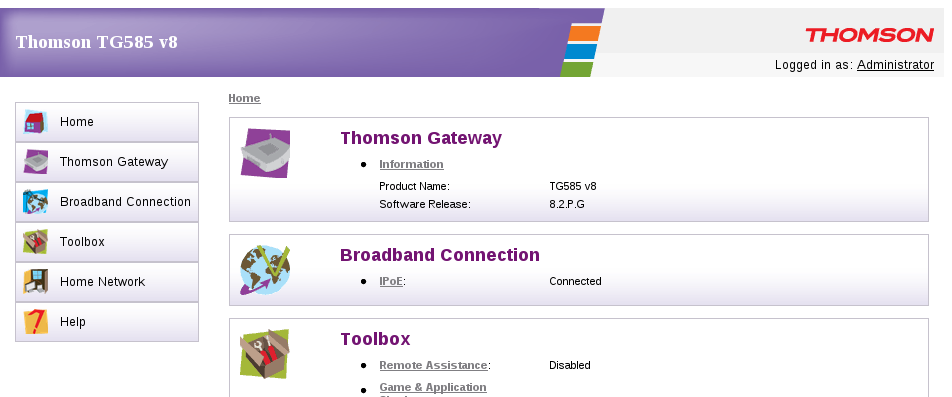 Thomson TG585 v8
THOMSON
Logged in as: Administrator
Home
Thomson Gateway
Broadband Connection
Toolbox
Home Network
Help
Home
Thomson Gateway
Information
Product Name: TG585 v8
Software Release: 8.2.P.G
Broadband Connection
IPoE: Connected
Toolbox
Remote Assistance: Disabled
Game & Application